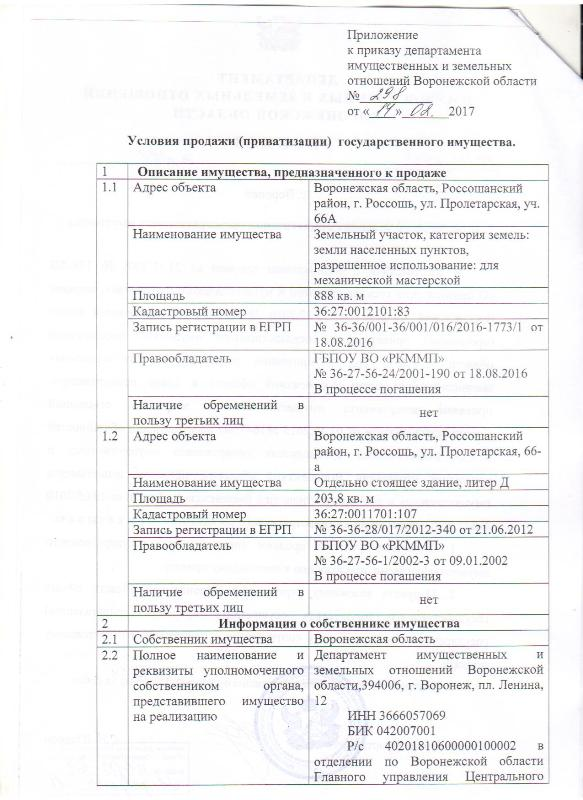 Приложение
к приказу департамента
имущественных и земельных
отношений Воронежской области
№ 298
от « 14 » 02. 2017
Условия продажи (приватизации) государственного имущества.
1 Описание имущества, предназначенного к продаже
1.1 Адрес объекта Воронежская область, Россошанский
район, г. Россошь, ул. Пролетарская, уч.
66А
Наименование имущества Земельный участок, категория земель:
земли населенных пунктов,
разрешенное использование: для
механической мастерской
Площадь 888 кв. м
Кадастровый номер 36:27:0012101:83
Запись регистрации в ЕГРП № 36-36/001-36/001/016/2016-1773/1 от
18.08.2016
Правообладатель ГБПОУ ВО «РКММП»
№ 36-27-56-24/2001-190 от 18.08.2016
В процессе погашения
Наличие обременений в
пользу третьих лиц нет
1.2 Адрес объекта Воронежская область, Россошанский
район, г. Россошь, ул. Пролетарская, 66-
а
Наименование имущества Отдельно стоящее здание, литер Д
Площадь 203,8 кв. м
Кадастровый номер 36:27:0011701:107
Запись регистрации в ЕГРП № 36-36-28/017/2012-340 от 21.06.2012
Правообладатель ГБПОУ ВО «РКММП»
№ 36-27-56-1/2002-3 от 09.01.2002
В процессе погашения
Наличие обременений в
пользу третьих лиц нет
2 Информация о собственнике имущества
2.1 Собственник имущества Воронежская область
2.2 Полное наименование и Департамент имущественных и
реквизиты уполномоченного земельных отношений Воронежской
собственником органа, области,394006, г. Воронеж, пл. Ленина,
представившего имущество 12
на реализацию ИНН 3666057069
БИК 042007001
Р/с 40201810600000100002 в
отделении по Воронежской области
Главного управления Центрального